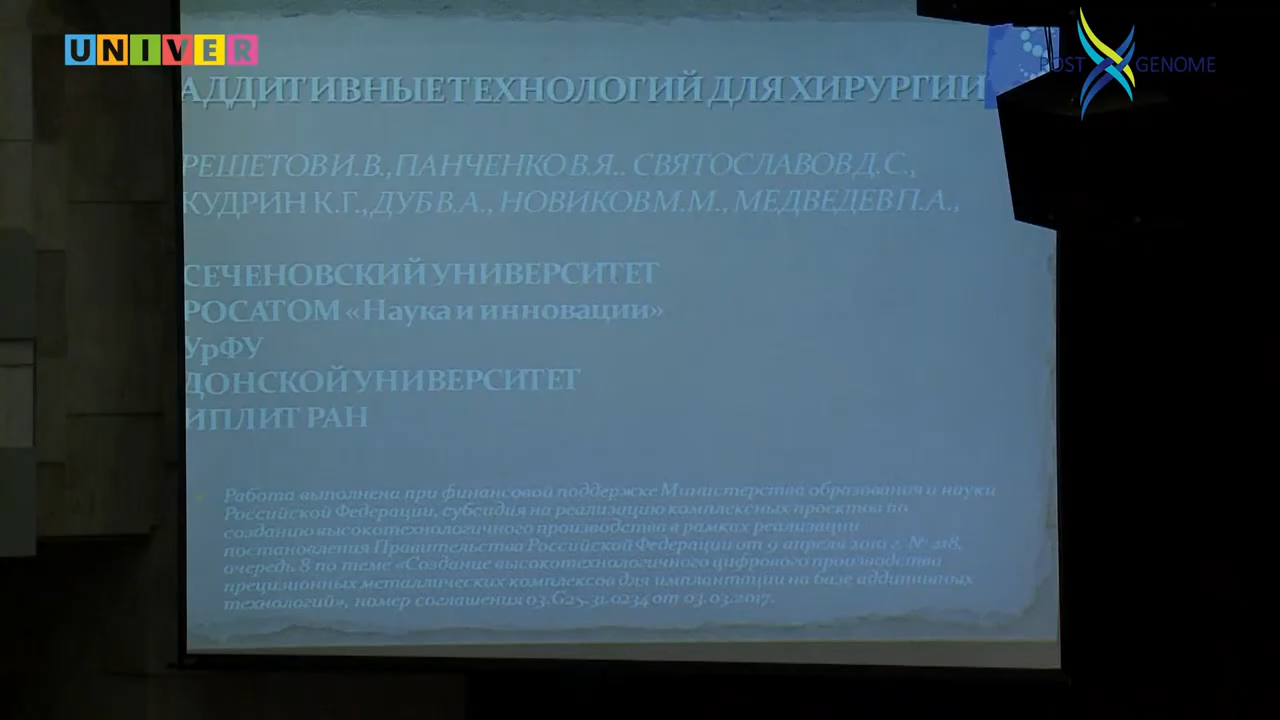 UNIVER
POST GENOME
АДДИТИВНЫЕ ТЕХНОЛОГИЙ ДЛЯ ХИРУРГИИ
РЕШЕТОВ И.В., ПАНЧЕНКО В.Я.. СВЯТОСЛАВОВ Д.С.,
КУДРИН К.Г., ДУБ В.А., НОВИКОВ М.М., МЕДВЕДЕВ П.А.,
СЕЧЕНОВСКИЙ УНИВЕРСИТЕТ
РОСАТОМ «Наука и инновации»
УрФУ
ДОНСКОЙ УНИВЕРСИТЕТ
ИПЛИТ РАН
Работа выполнена при финансовой поддержке Министерства образования и науки
Российской Федерации, субсидия на реализацию комплексных проектов по
созданию высокотехнологичного производства в рамках реализации
постановления Правительства Российской Федерации от 9 апреля 2010 г. № 218,
очередь 8 по теме «Создание высокотехнологичного цифрового производства
прецизионных металлических комплексов для имплантации на базе аддитивных
технологий», номер соглашения 03.G25.31.0234 от 03.03.2017.